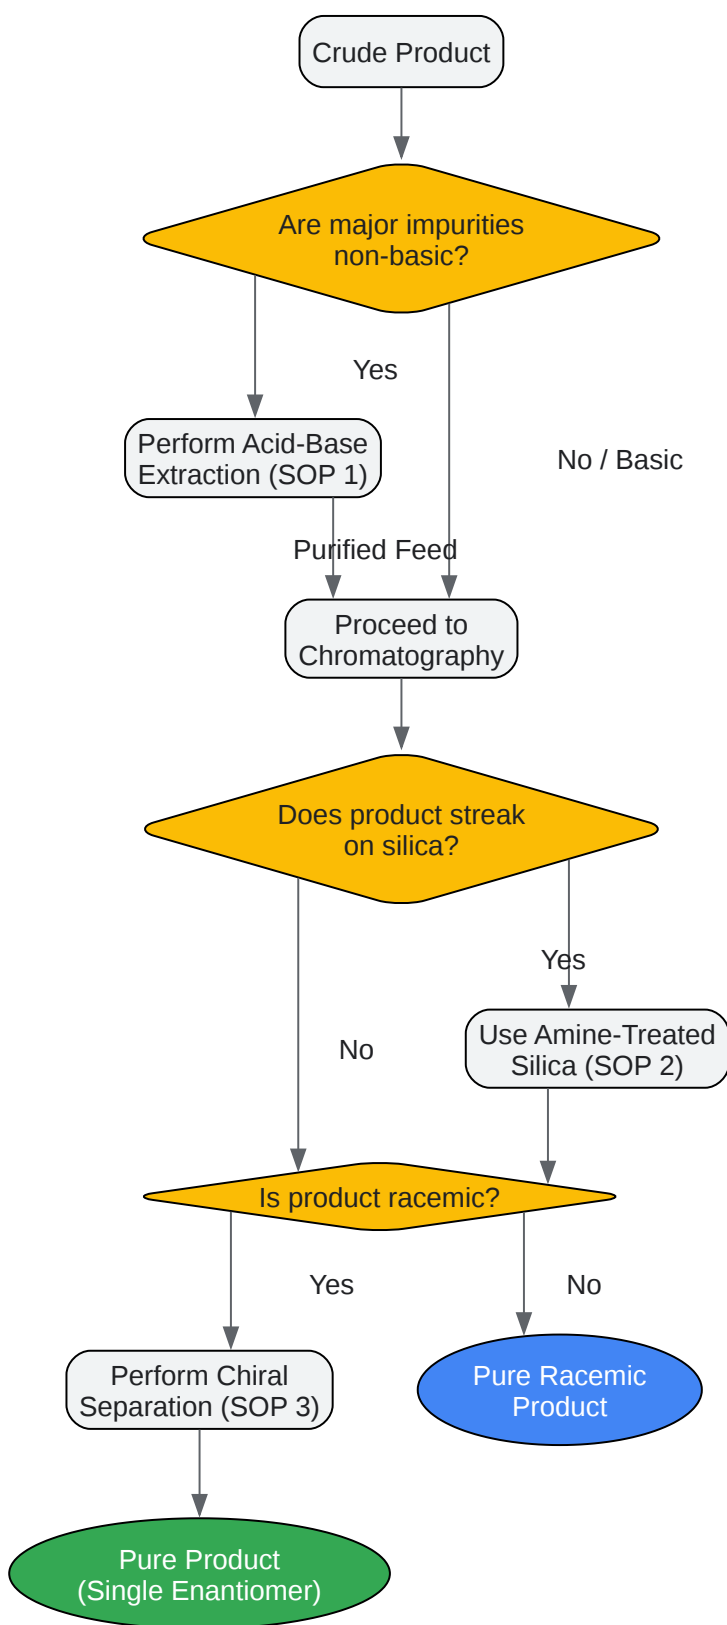 Crude Product
Are major impurities
non-basic?
Yes
Perform Acid-Base
Extraction (SOP 1)
No / Basic
Purified Feed
Proceed to
Chromatography
Does product streak
on silica?
Yes
Use Amine-Treated
Silica (SOP 2)
No
Is product racemic?
Yes
No
Perform Chiral
Separation (SOP 3)
Pure Racemic
Product
Pure Product
(Single Enantiomer)